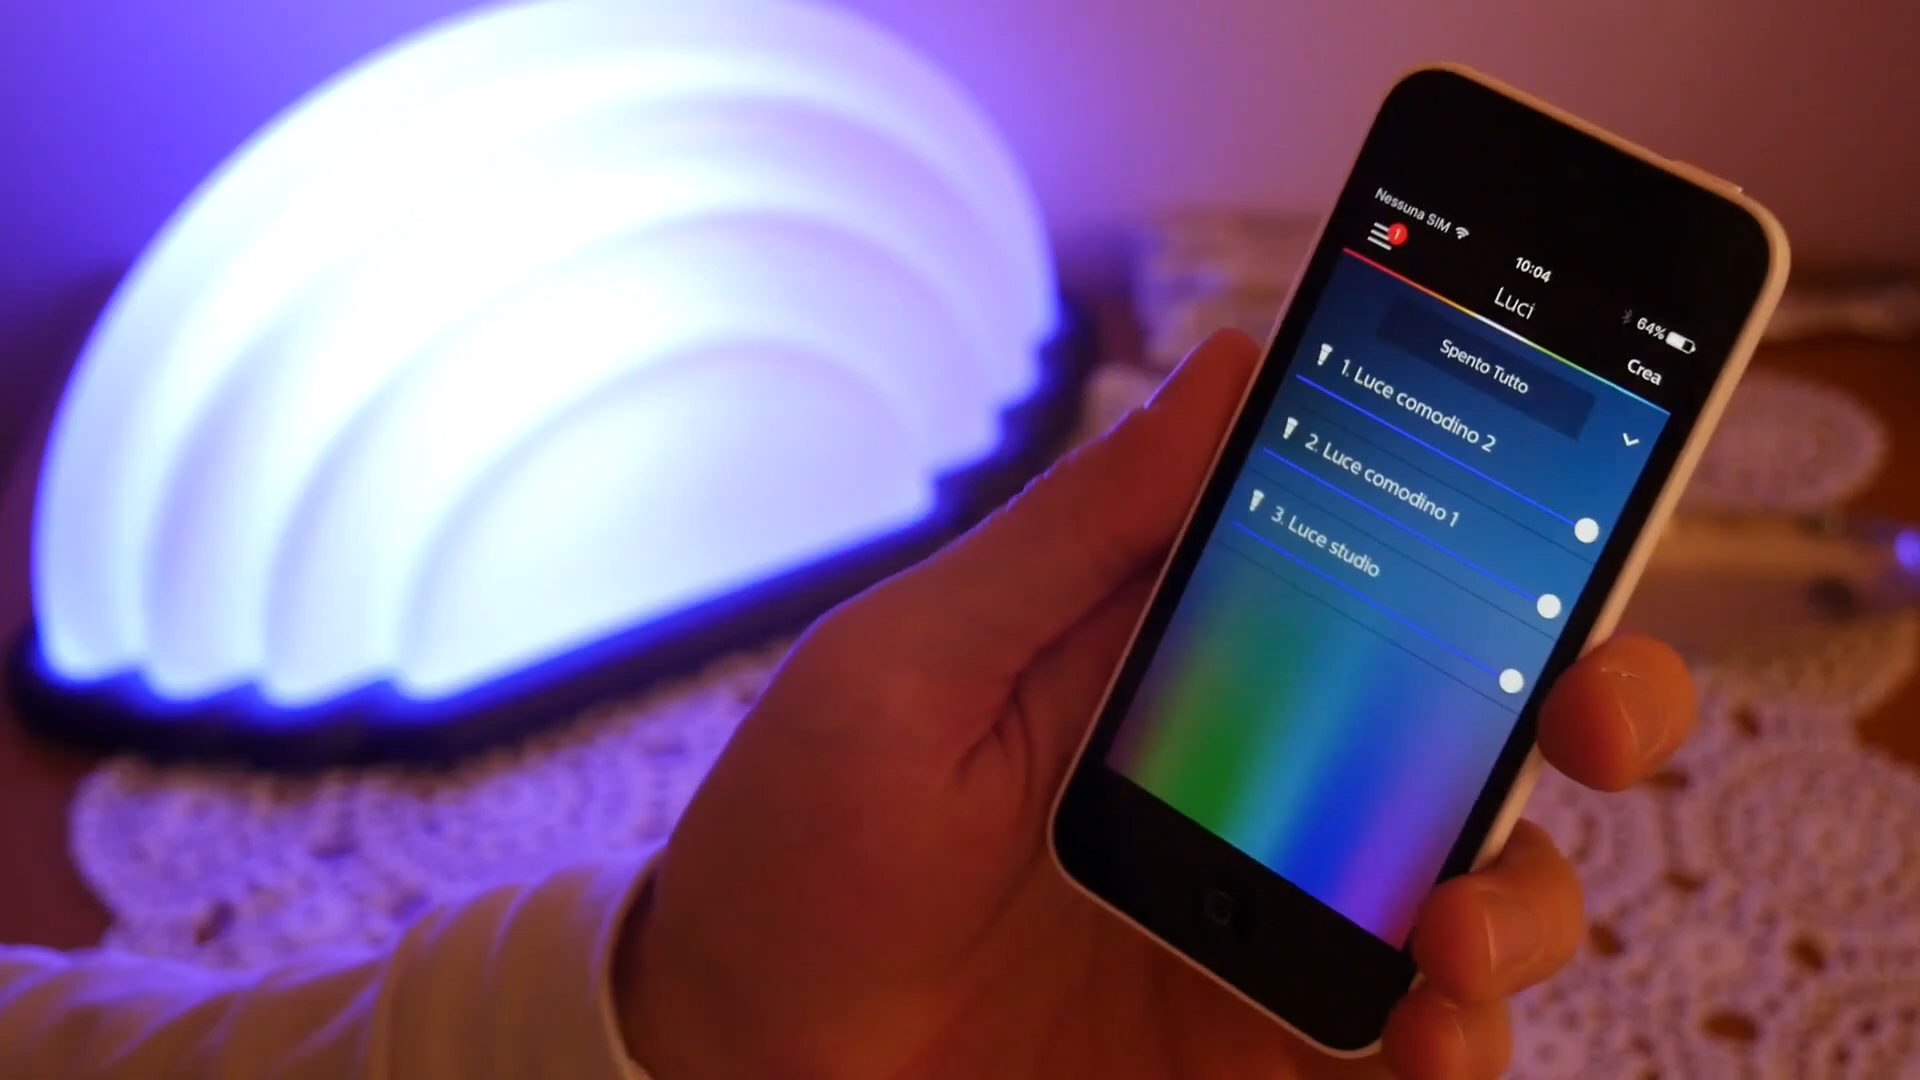 Nessuna SIM
10:04
64%
1
Luci
Crea
Spento Tutto
1. Luce comodino 2
2. Luce comodino 1
3. Luce studio